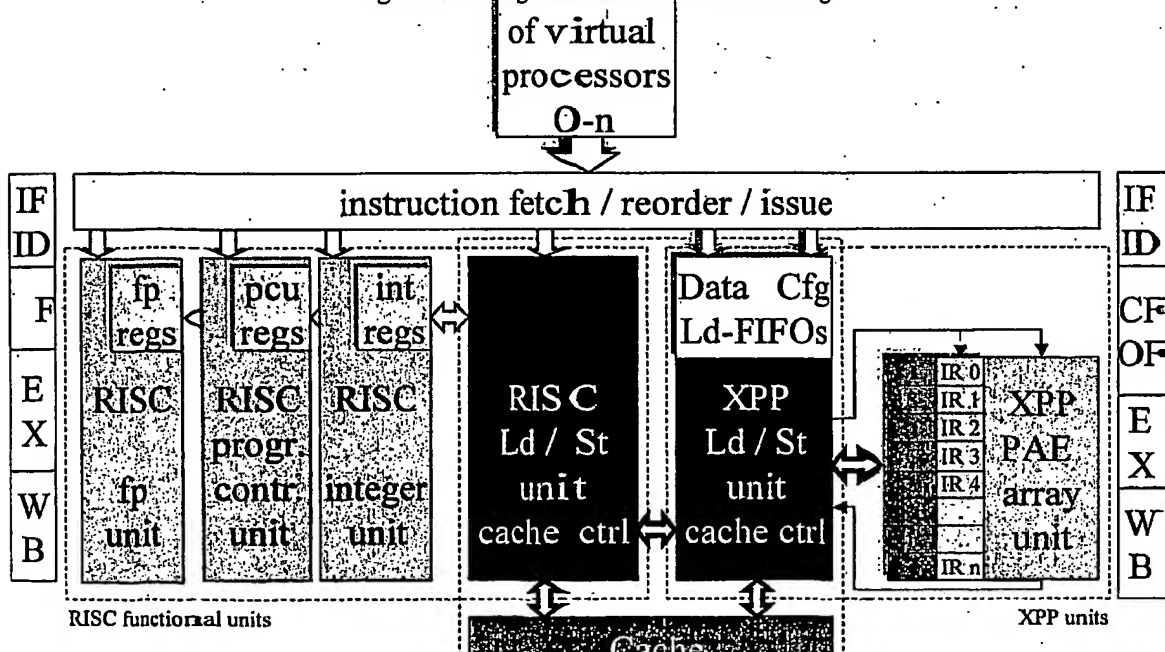 of virtual
processors
O-n
instruction fetch / reorder / issue
IF
ID
F
E
X
W
B
fp
regs
RISC
fp
unit
pcu
regs
RISC
progr.
contr.
unit
int
regs
RISC
integer
unit
RISC
Ld / St
unit
cache ctrl
Data Cfg
Ld-FIFOs
XPP
Ld / St
unit
cache ctrl
IR 0
IR 1
IR 2
IR 3
IR 4
.
.
IR n
XPP
PAE
array
unit
IF
ID
CF
OF
E
X
W
B
RISC functional units
XPP units
Cache